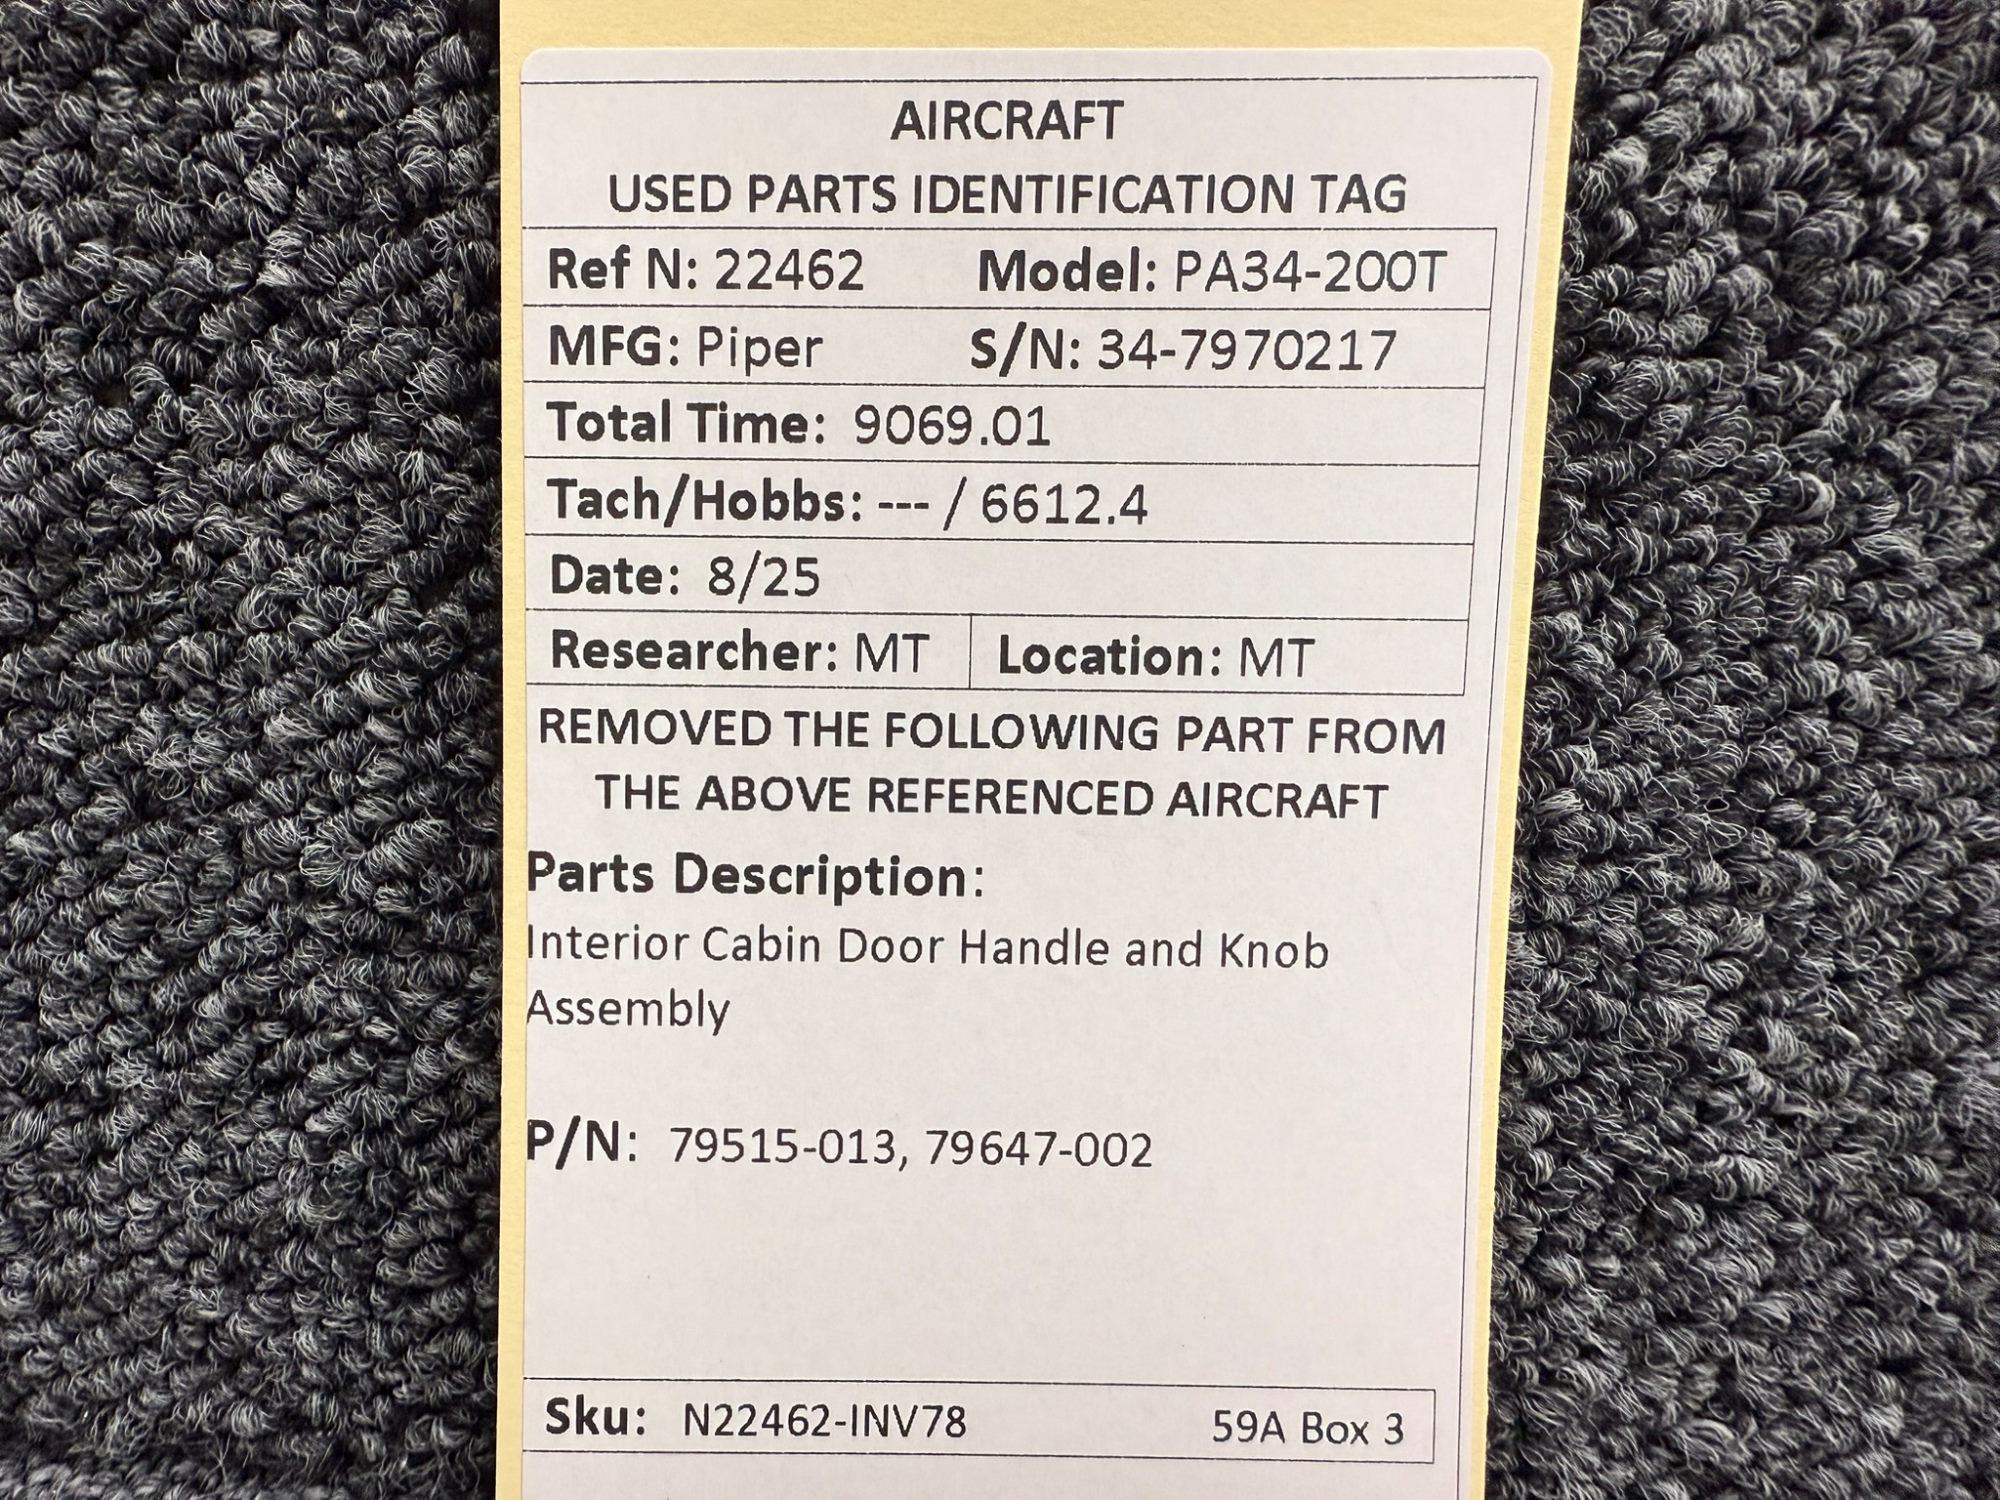 AIRCRAFT
USED PARTS IDENTIFICATION TAG
Ref N: 22462 Model: PA34-200T
MFG: Piper S/N: 34-7970217
Total Time: 9069.01
Tach/Hobbs: --- / 6612.4
Date: 8/25
Researcher: MT Location: MT
REMOVED THE FOLLOWING PART FROM
THE ABOVE REFERENCED AIRCRAFT
Parts Description:
Interior Cabin Door Handle and Knob
Assembly
P/N: 79515-013, 79647-002
Sku: N22462-INV78 59A Box 3